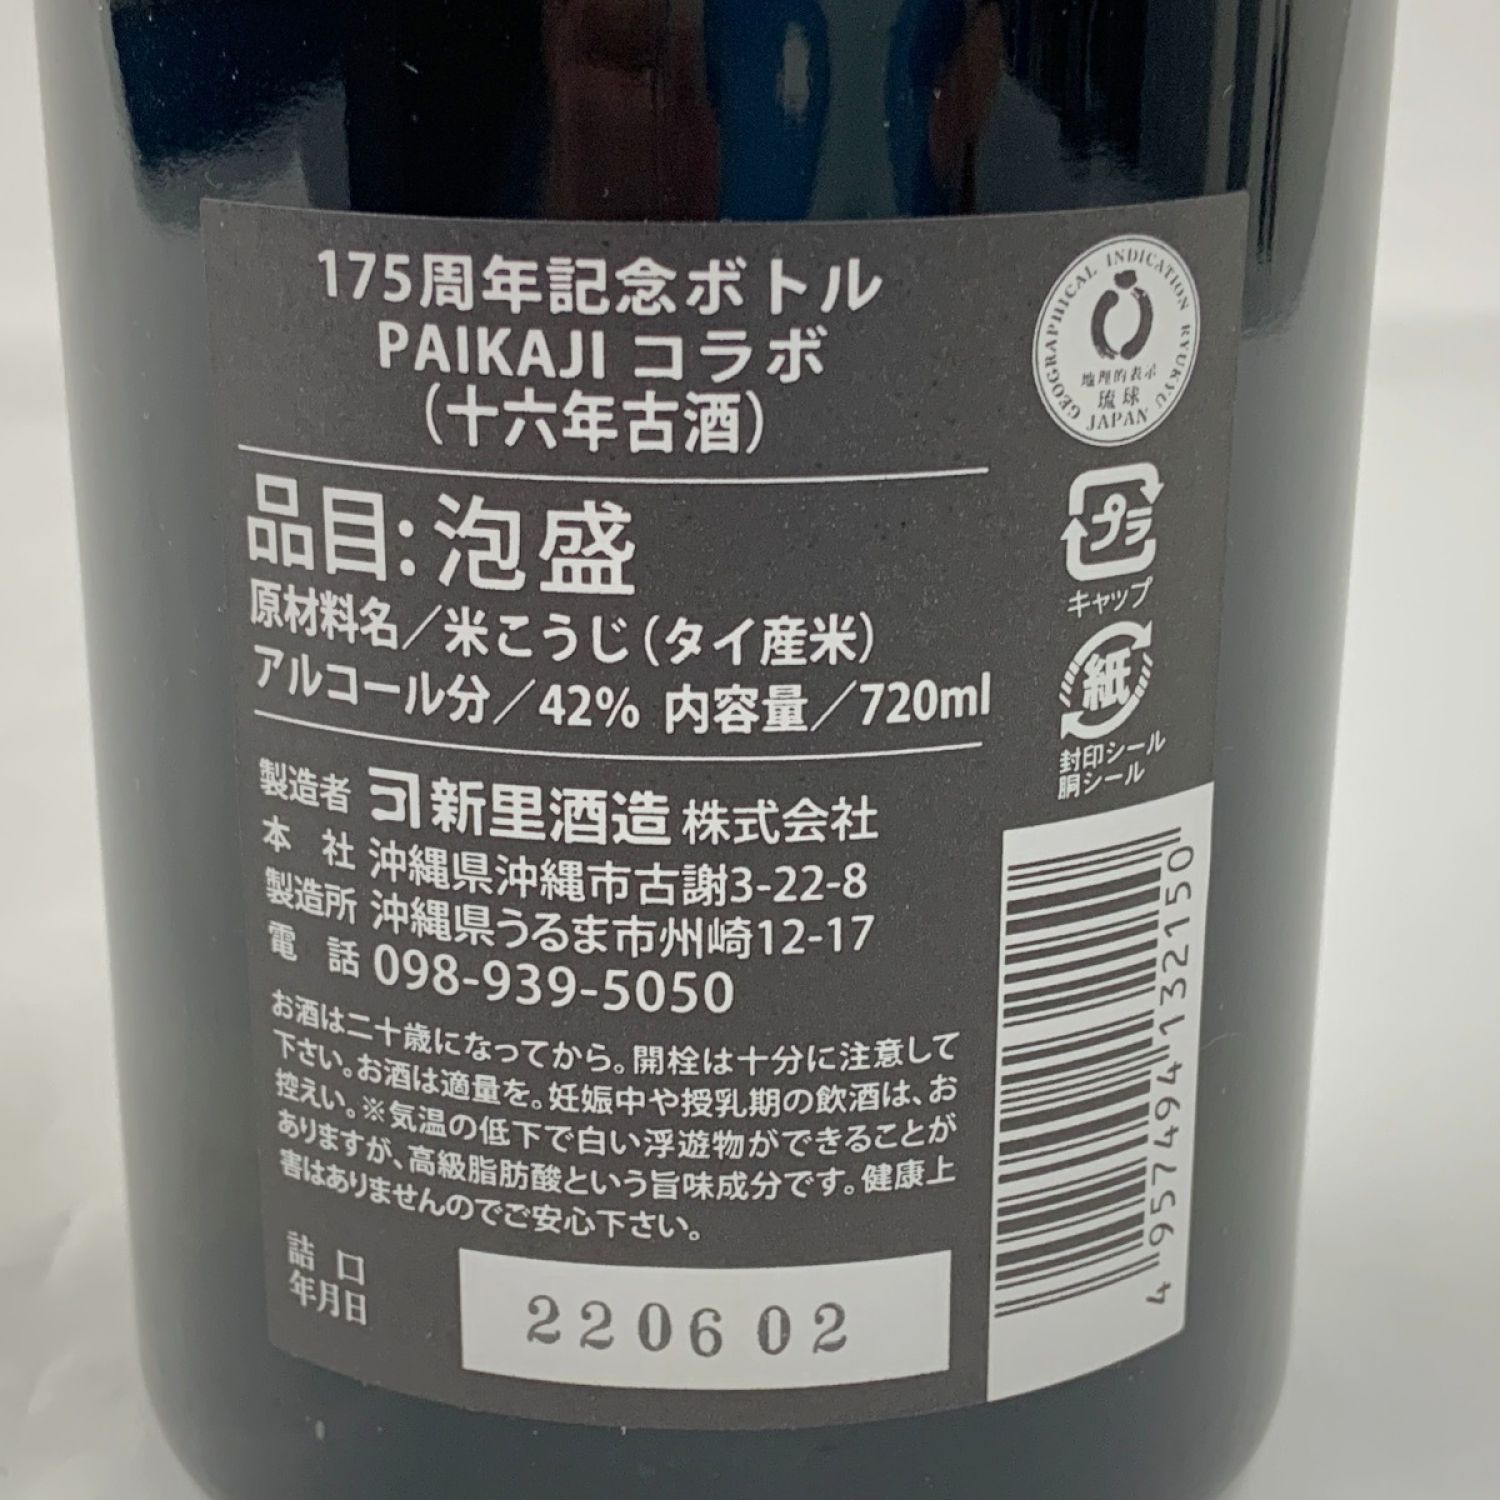 175周年記念ボトル
PAIKAJI コラボ
（十六年古酒）
品目：泡盛
原材料名／米こうじ（タイ産米）
アルコール分／42% 内容量／720ml
製造者 新里酒造株式会社
本　社 沖縄県沖縄市古謝3-22-8
製造所 沖縄県うるま市州崎12-17
電　話 098-939-5050
お酒は二十歳になってから。開栓は十分に注意して
下さい。お酒は適量を。妊娠中や授乳期の飲酒は、お
控えい。※気温の低下で白い浮遊物ができることが
ありますが、高級脂肪酸という旨味成分です。健康上
害はありませんのでご安心下さい。
詰　口
年月日
220602
GEOGRAPHICAL INDICATION RYUKYU
地理的表示
琉球
JAPAN
プラ
キャップ
紙
封印シール
胴シール
4 957494 132150